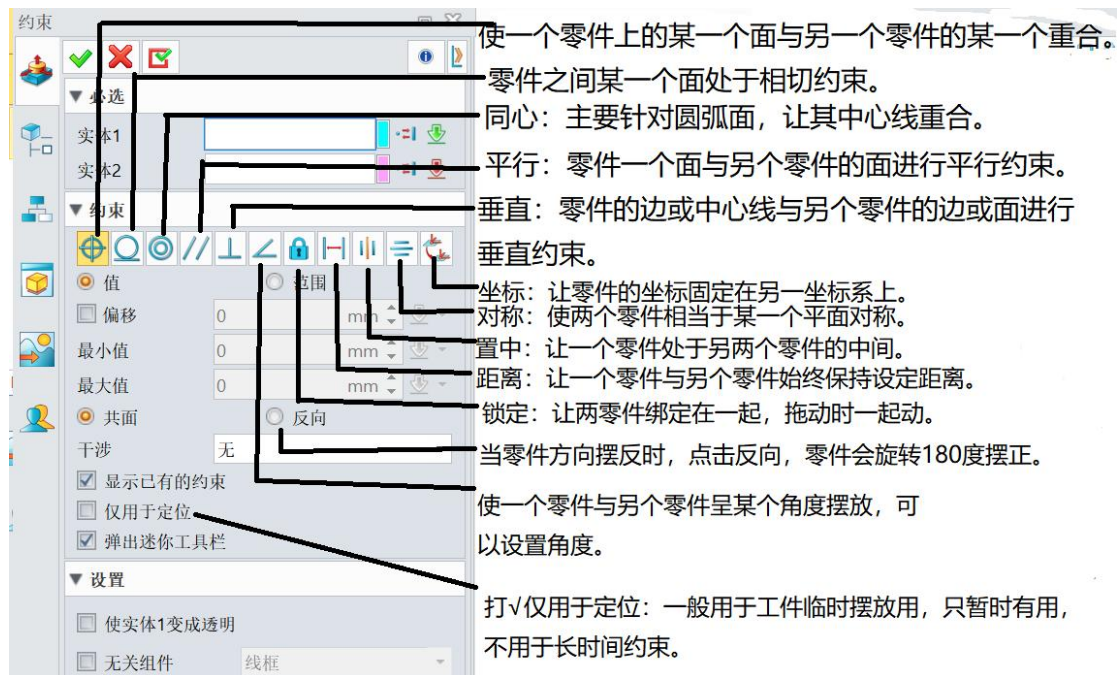 约束
使一个零件上的某一个面与另一个零件的某一个重合。
零件之间某一个面处于相切约束。
必选
同心：主要针对圆弧面，让其中心线重合。
实体1
平行：零件一个面与另个零件的面进行平行约束。
实体2
约束
垂直：零件的边或中心线与另个零件的边或面进行
垂直约束。
值
范围
坐标：让零件的坐标固定在另一坐标系上。
偏移
0
mm
对称：使两个零件相当于某一个平面对称。
最小值
0
mm
置中：让一个零件处于另两个零件的中间。
最大值
0
mm
距离：让一个零件与另个零件始终保持设定距离。
共面
反向
锁定：让两零件绑定在一起，拖动时一起动。
干涉
无
当零件方向摆反时，点击反向，零件会旋转180度摆正。
显示已有的约束
使一个零件与另个零件呈某个角度摆放，可
以设置角度。
仅用于定位
弹出迷你工具栏
设置
打√仅用于定位：一般用于工件临时摆放用，只暂时有用，
不用于长时间约束。
使实体1变成透明
无关组件
线框